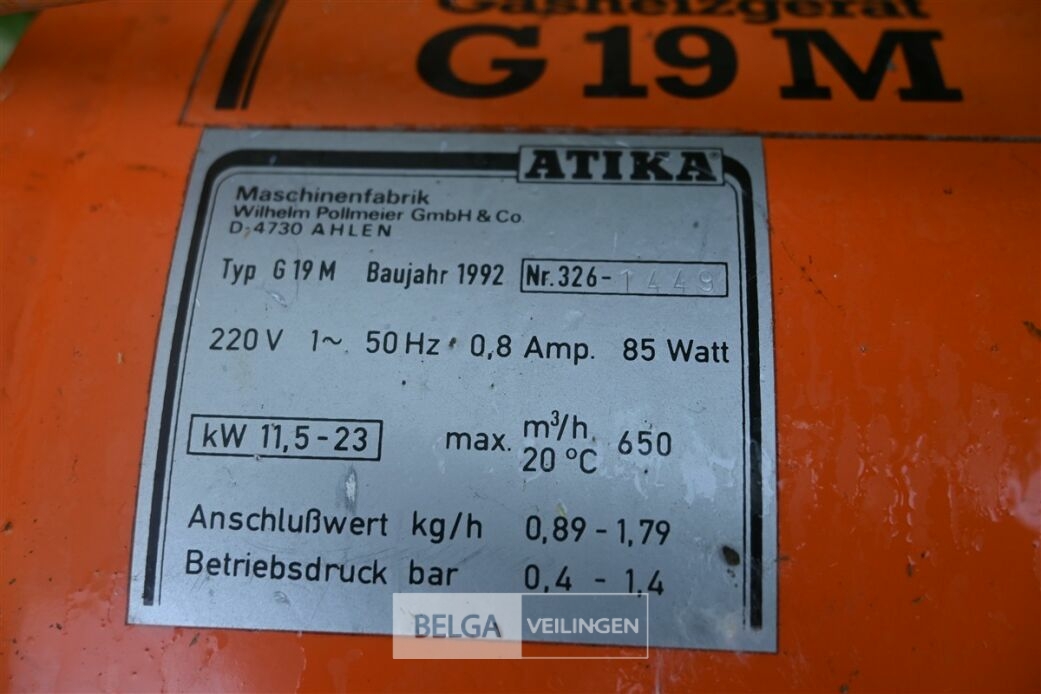 Gasheizgerät
G 19 M
ATIKA
Maschinenfabrik
Wilhelm Pollmeier GmbH & Co.
D-4730 AHLEN
Typ G 19 M Baujahr 1992 Nr. 326-1449
220 V 1~ 50 Hz 0,8 Amp. 85 Watt
kW 11,5-23 max. m³/h 20 °C 650
Anschlußwert kg/h 0,89 - 1,79
Betriebsdruck bar 0,4 - 1,4
BELGA VEILINGEN